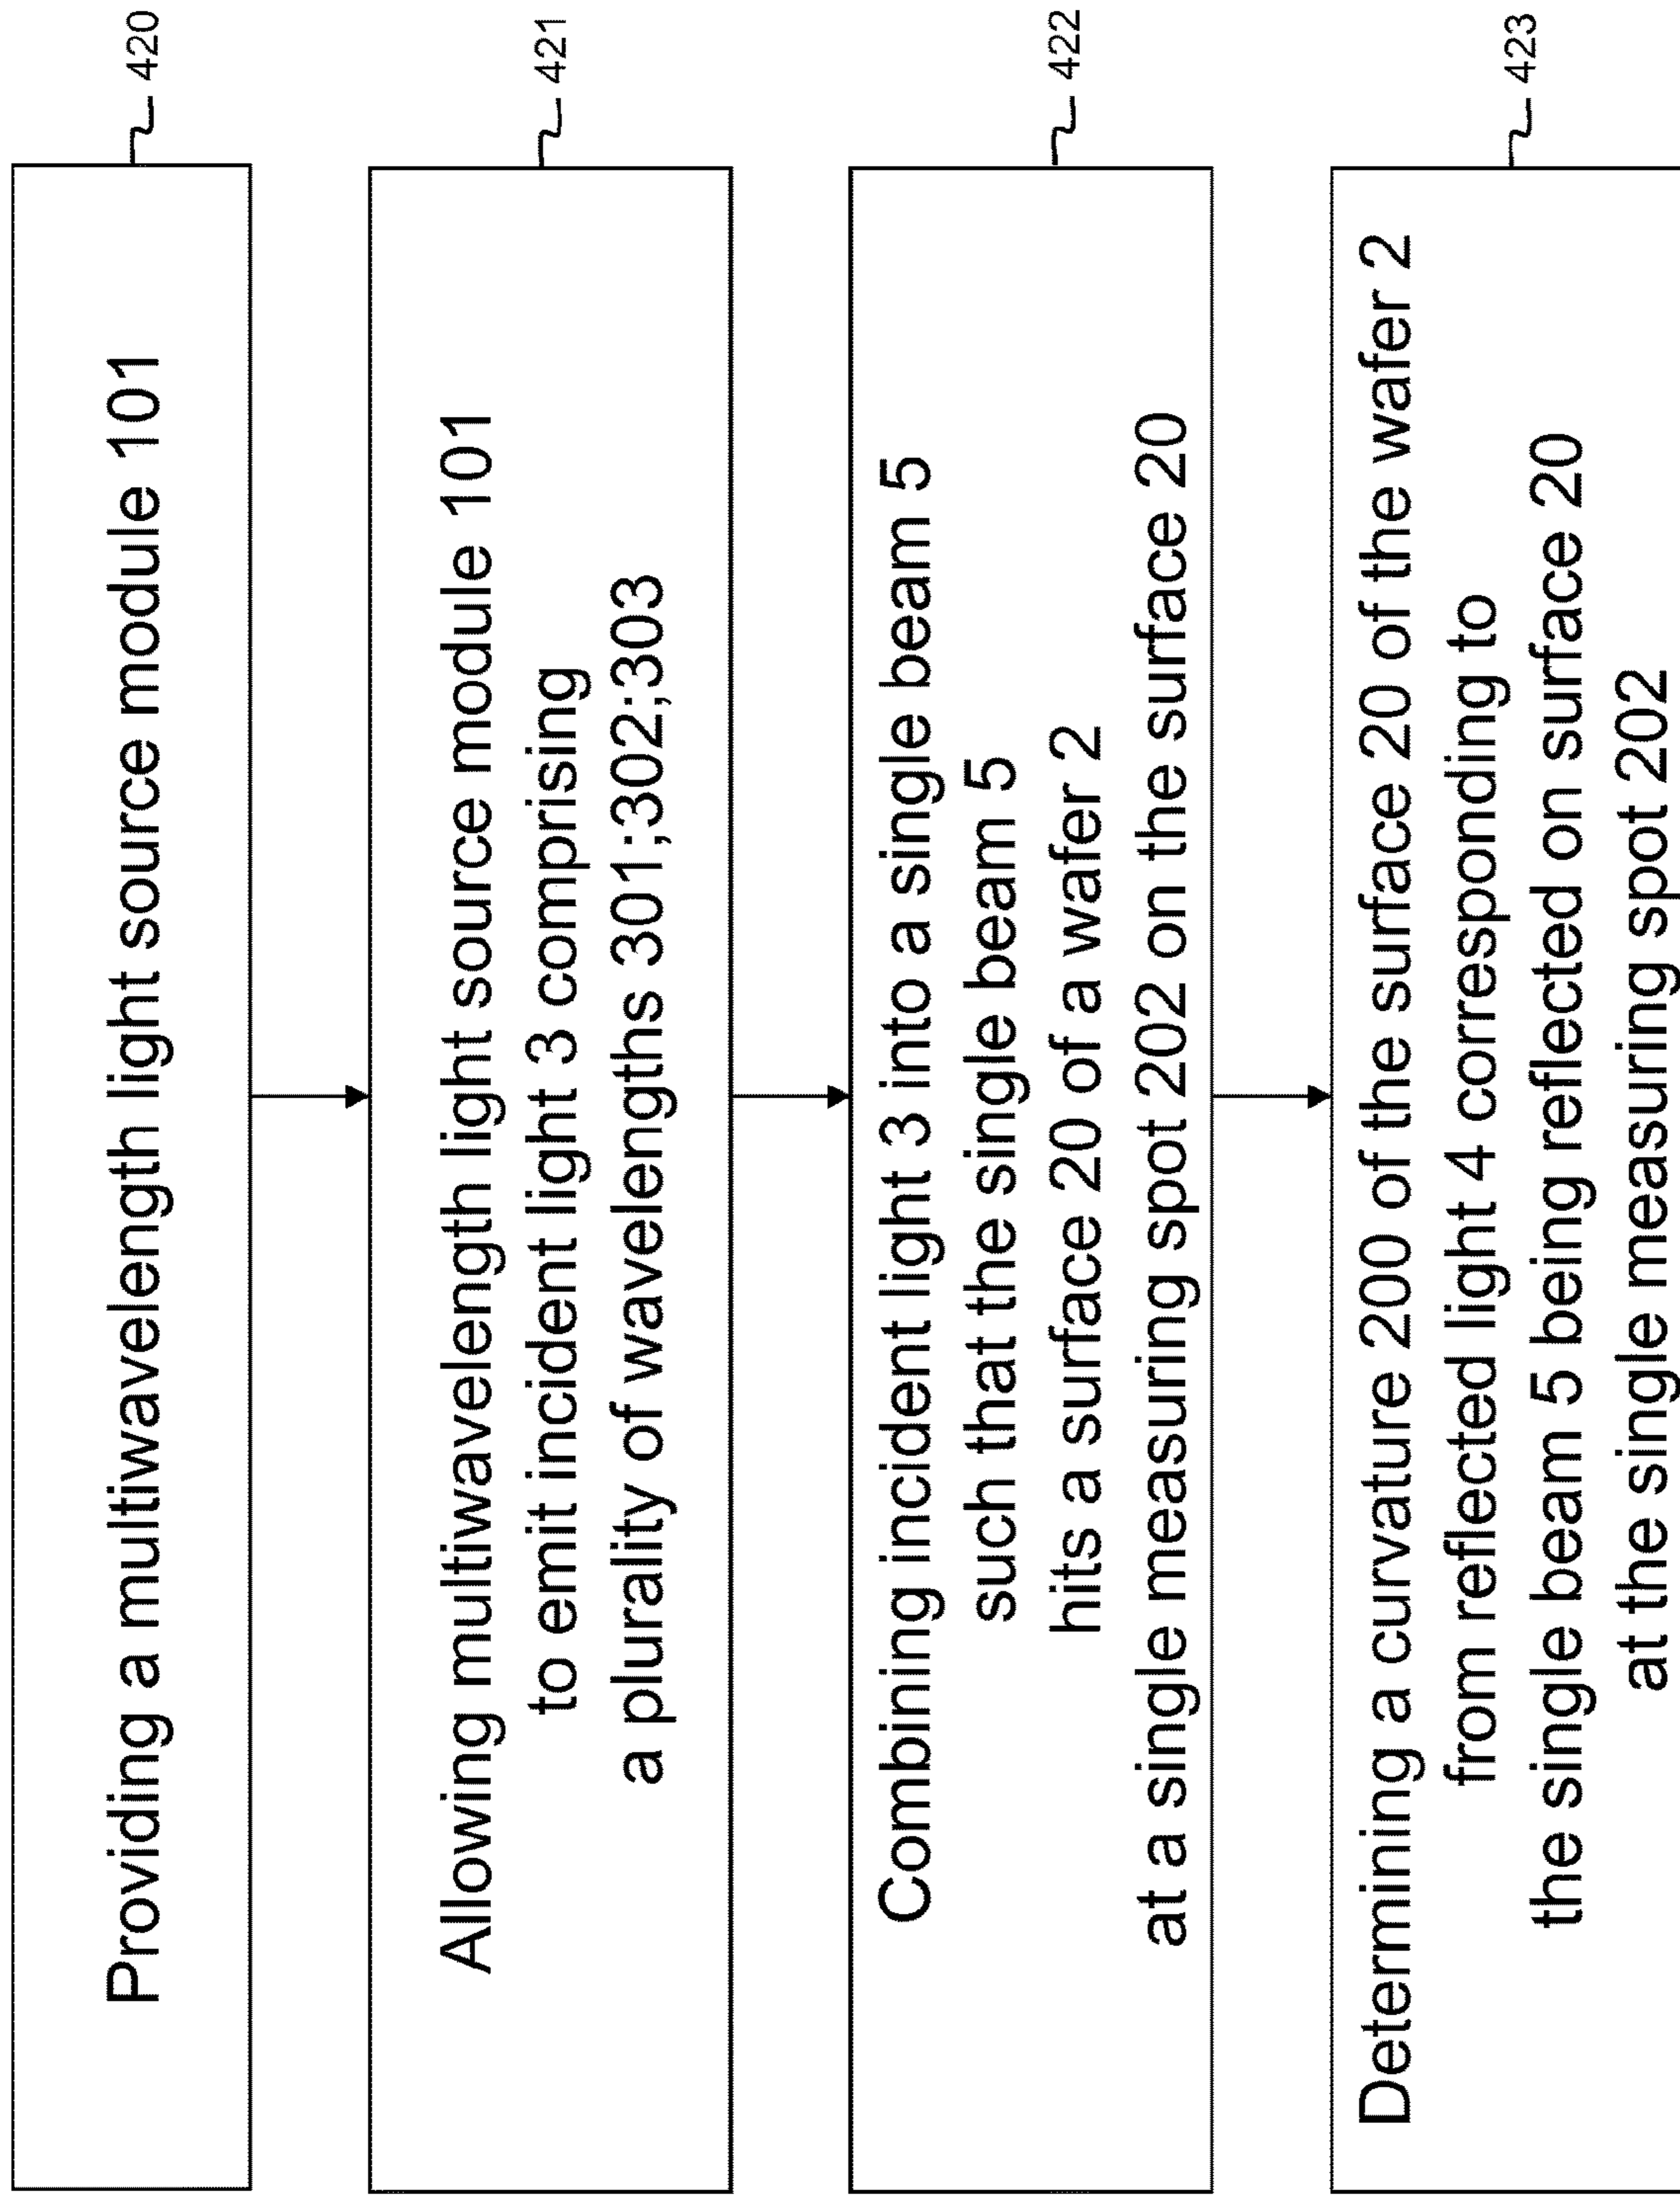 Providing a multiwavelength light source module 101
420
Allowing multiwavelength light source module 101
to emit incident light 3 comprising
a plurality of wavelengths 301;302;303
421
Combining incident light 3 into a single beam 5
such that the single beam 5
hits a surface 20 of a wafer 2
at a single measuring spot 202 on the surface 20
422
Determining a curvature 200 of the surface 20 of the wafer 2
from reflected light 4 corresponding to
the single beam 5 being reflected on surface 20
at the single measuring spot 202
423